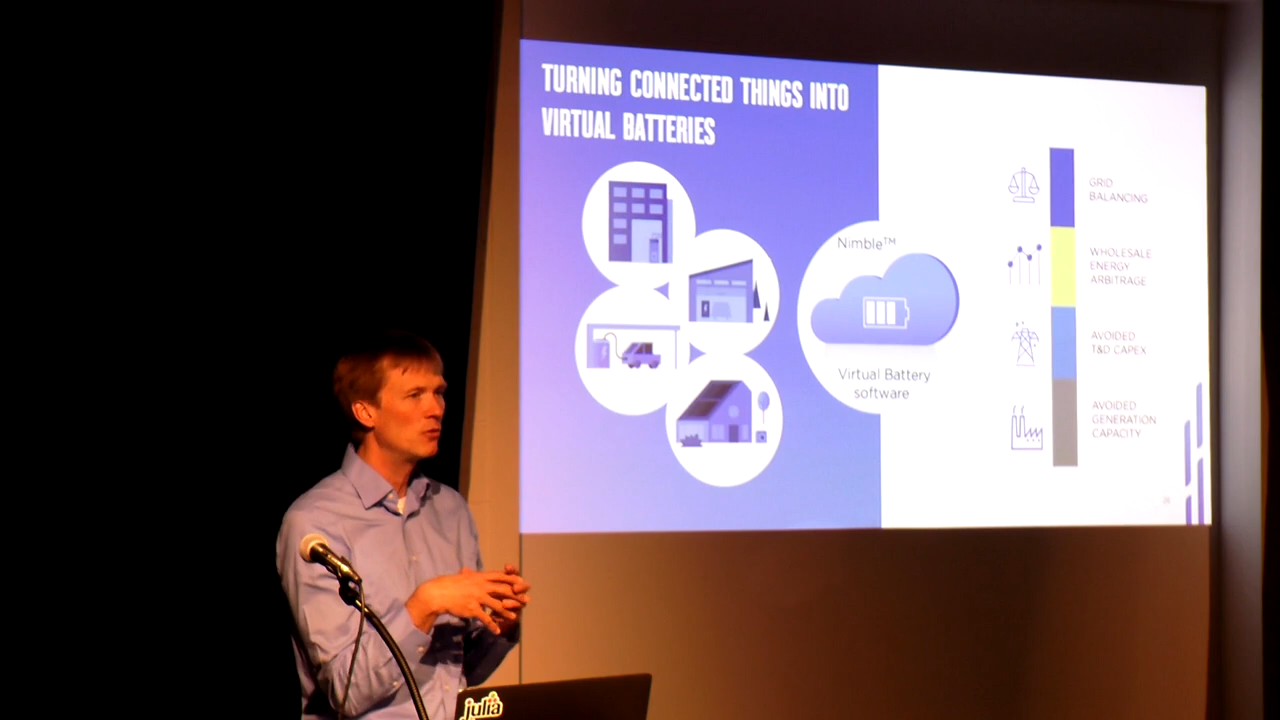 TURNING CONNECTED THINGS INTO
VIRTUAL BATTERIES
Nimble™
Virtual Battery
software
GRID
BALANCING
WHOLESALE
ENERGY
ARBITRAGE
AVOIDED
T&D CAPEX
AVOIDED
GENERATION
CAPACITY
julia